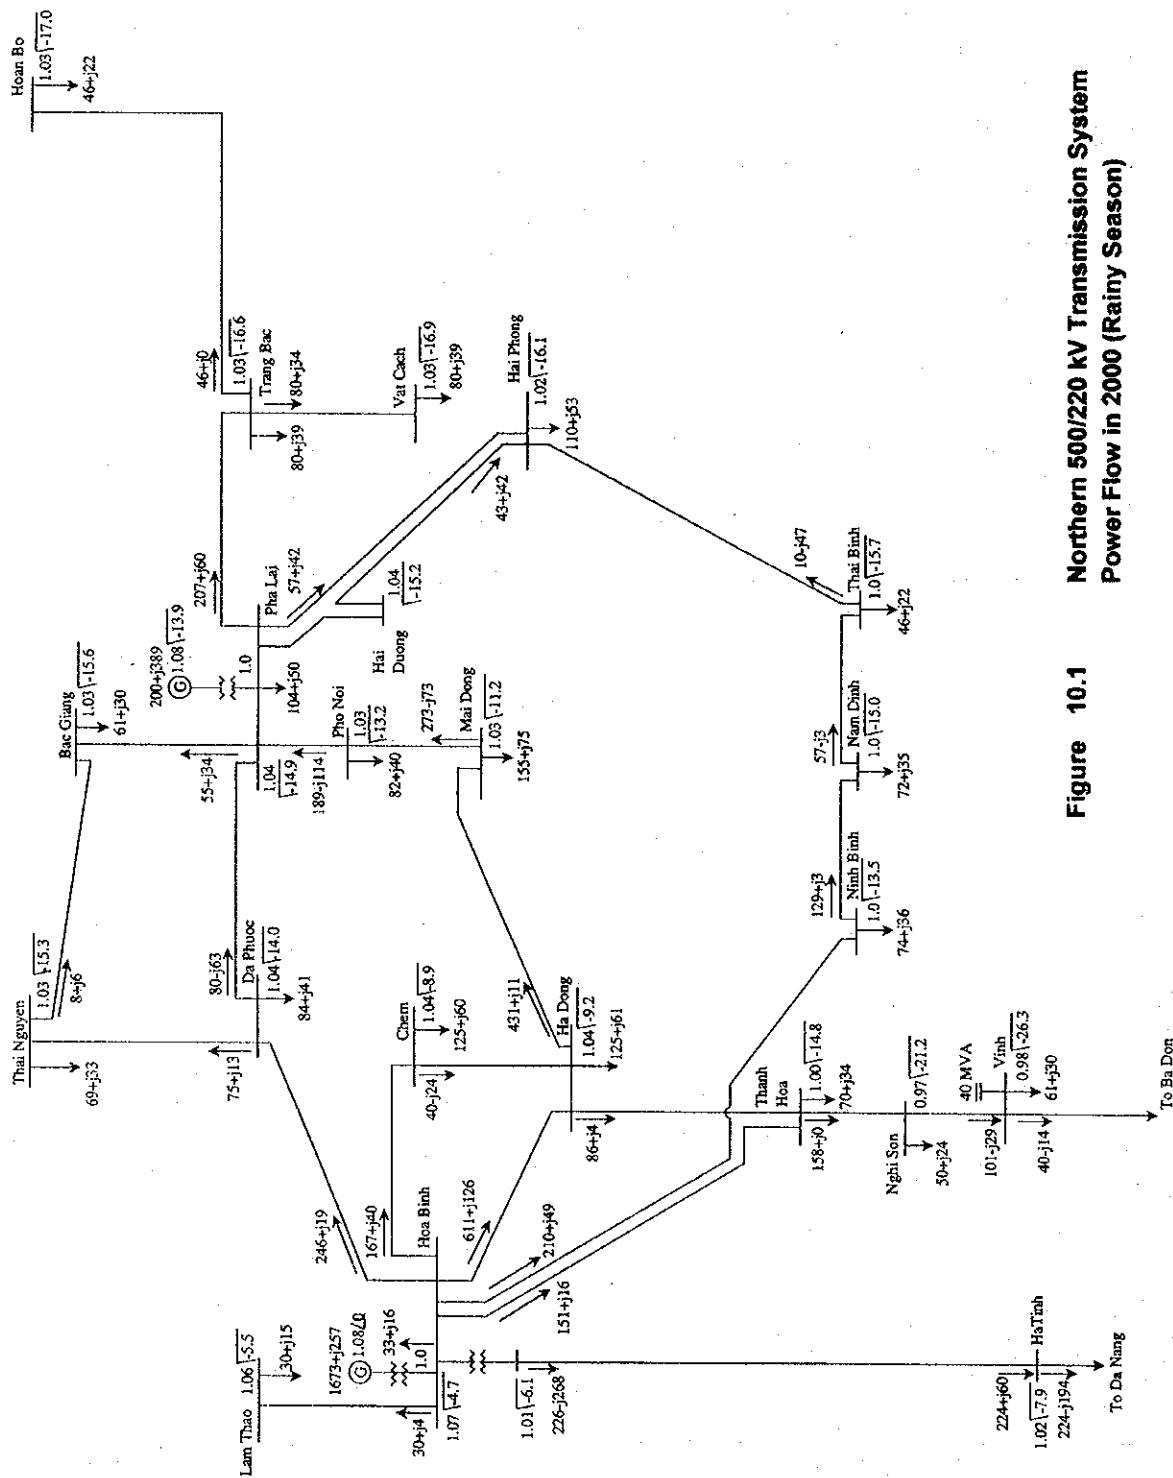 Hoan Bo
1.03\-17.0
46+j22
Thai Nguyen
1.03\-15.3
8+j6
69+j33
Bac Giang
1.03\-15.6
61+j30
55+j34
200+j389
G
1.08\-13.9
1.0
104+j50
207+j60
Pha Lai
57+j42
46+j0
1.03\-16.6
Trang Bac
80+j34
80+j39
Vat Cach
1.03\-16.9
80+j39
Hai Phong
1.02\-16.1
110+j53
43+j42
1.04
\-15.2
Hai
Duong
80-j63
Da Phuoc
1.04\-14.0
84+j41
75+j13
1.04
\-14.9
189-j114
Pho Noi
1.03
\-13.2
82+j40
273-j73
Mai Dong
1.03\-11.2
155+j75
Chem
1.04\-8.9
125+j60
40-j24
431+j11
Ha Dong
1.04\-9.2
125+j61
86+j4
Lam Thao
1.06\-5.5
30+j15
1673+j257
G
1.08/0
33+j16
1.0
30+j4
1.07\-4.7
Hoa Binh
246+j19
167+j40
611+j126
210+j49
151+j16
1.01\-6.1
226-j268
Thanh
Hoa
1.00\-14.8
70+j34
158+j0
Nghi Son
0.97\-21.2
50+j24
40 MVA
Vinh
0.98\-26.3
61+j30
101-j29
40-j14
To Ba Don
224+j60
HaTinh
1.02\-7.9
224-j194
To Da Nang
129+j3
Ninh Binh
1.0\-13.5
74+j36
57-j3
Nam Dinh
1.0\-15.0
72+j35
10-j47
Thai Binh
1.0\-15.7
46+j22
Figure 10.1 Northern 500/220 kV Transmission System
Power Flow in 2000 (Rainy Season)